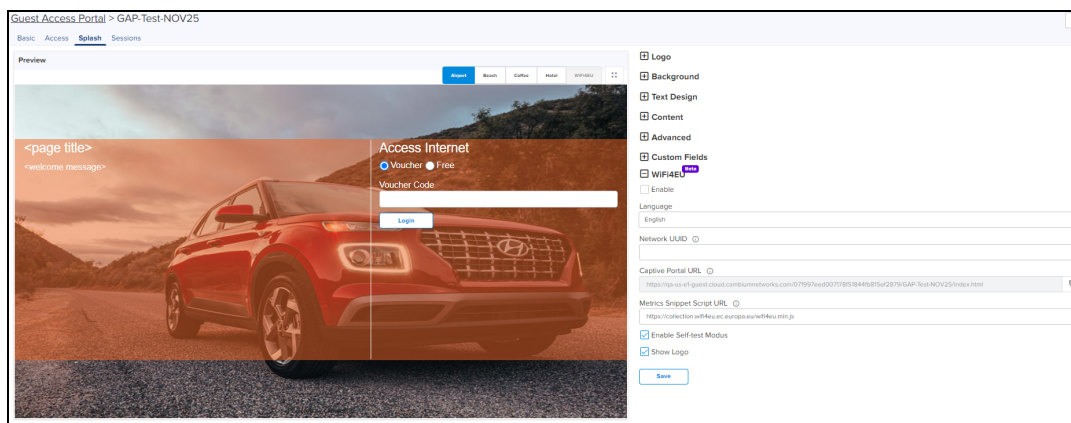 Guest Access Portal > GAP-Test-NOV25
Basic Access Splash Sessions
Preview
Airport Beach Coffee Hotel WIFI4EU
<page title>
<welcome message>
Access Internet
Voucher Free
Voucher Code
Login
Logo
Background
Text Design
Content
Advanced
Custom Fields
WiFi4EU Beta
Enable
Language
English
Network UUID
Captive Portal URL
Metrics Snippet Script URL
https://collection.wifi4eu.ec.europa.eu/wifi4eu.min.js
Enable Self-test Modus
Show Logo
Save